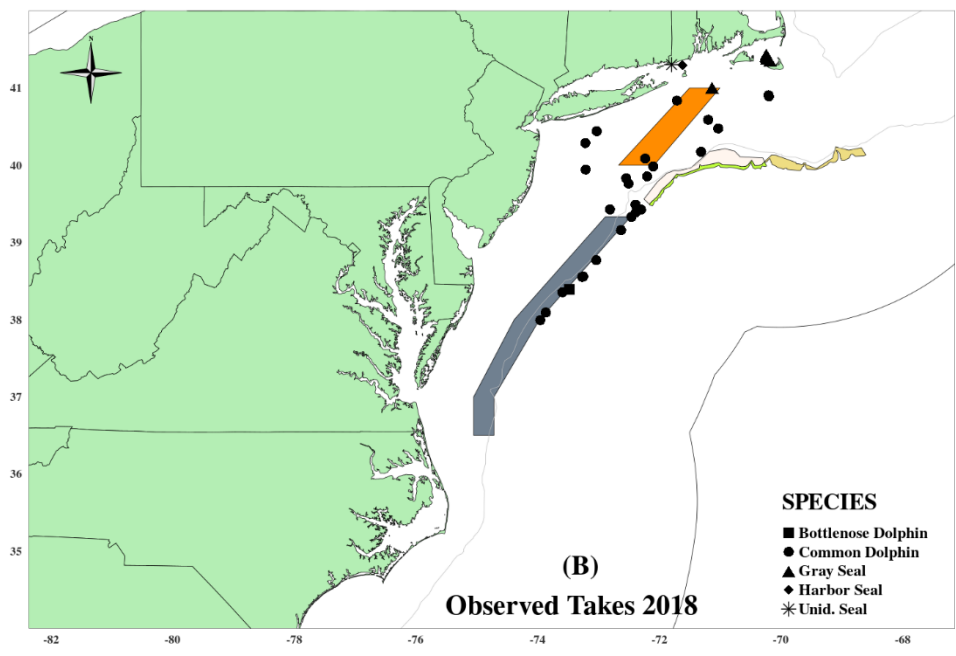 N
41
40
39
38
37
36
35
SPECIES
Bottlenose Dolphin
Common Dolphin
Gray Seal
Harbor Seal
Unid. Seal
(B)
Observed Takes 2018
-82 -80 -78 -76 -74 -72 -70 -68